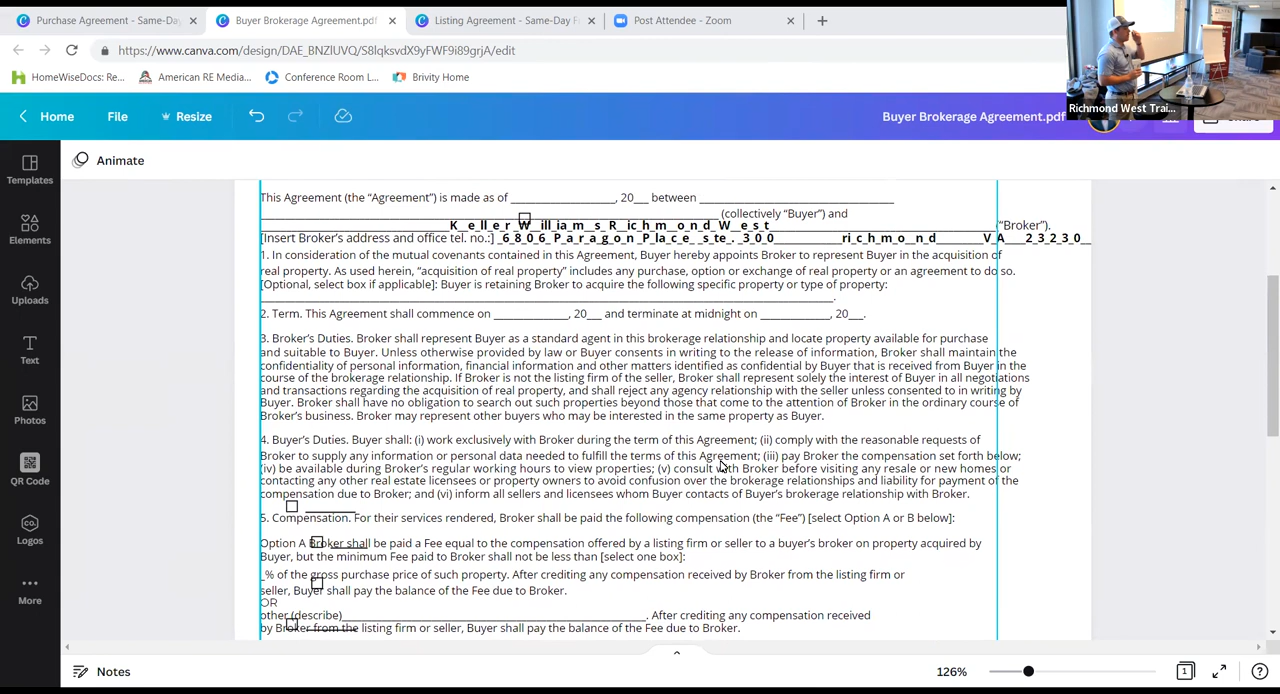 Purchase Agreement - Same-Day
Buyer Brokerage Agreement.pdf
Listing Agreement - Same-Day F
Post Attendee - Zoom
https://www.canva.com/design/DAE_BNZlUVQ/S8lqksvdX9yFWF9i89grjA/edit
HomeWiseDocs: Re...
American RE Media...
Conference Room L...
Brivity Home
Richmond West Trai...
Home
File
Resize
Buyer Brokerage Agreement.pdf
Templates
Elements
Uploads
Text
Photos
QR Code
Logos
More
Animate
This Agreement (the “Agreement”) is made as of ____________________, 20___ between ____________________________________
____________________ (collectively “Buyer”) and
K__e_ll_e_r_W__illi_a_m_s_R_i_c_h_m_o_n_d_W__e_s_t____________________ (“Broker”).
[Insert Broker’s address and office tel. no.:] _6_8_0_6_P_a_r_a_g_o_n_P_l_a_c_e_s_te_._3_0_0___________ri_c_h_m_o_n_d________V_A____2_3_2_3_0__
1. In consideration of the mutual covenants contained in this Agreement, Buyer hereby appoints Broker to represent Buyer in the acquisition of
real property. As used herein, “acquisition of real property” includes any purchase, option or exchange of real property or an agreement to do so.
[Optional, select box if applicable]: Buyer is retaining Broker to acquire the following specific property or type of property:
____________________.
2. Term. This Agreement shall commence on ______________, 20___ and terminate at midnight on _____________, 20___.
3. Broker’s Duties. Broker shall represent Buyer as a standard agent in this brokerage relationship and locate property available for purchase
and suitable to Buyer. Unless otherwise provided by law or Buyer consents in writing to the release of information, Broker shall maintain the
confidentiality of personal information, financial information and other matters identified as confidential by Buyer that is received from Buyer in the
course of the brokerage relationship. If Broker is not the listing firm of the seller, Broker shall represent solely the interest of Buyer in all negotiations
and transactions regarding the acquisition of real property, and shall reject any agency relationship with the seller unless consented to in writing by
Buyer. Broker shall have no obligation to search out such properties beyond those that come to the attention of Broker in the ordinary course of
Broker’s business. Broker may represent other buyers who may be interested in the same property as Buyer.
4. Buyer’s Duties. Buyer shall: (i) work exclusively with Broker during the term of this Agreement; (ii) comply with the reasonable requests of
Broker to supply any information or personal data needed to fulfill the terms of this Agreement; (iii) pay Broker the compensation set forth below;
(iv) be available during Broker’s regular working hours to view properties; (v) consult with Broker before visiting any resale or new homes or
contacting any other real estate licensees or property owners to avoid confusion over the brokerage relationships and liability for payment of the
compensation due to Broker; and (vi) inform all sellers and licensees whom Buyer contacts of Buyer’s brokerage relationship with Broker.
5. Compensation. For their services rendered, Broker shall be paid the following compensation (the “Fee”) [select Option A or B below]:
Option A Broker shall be paid a Fee equal to the compensation offered by a listing firm or seller to a buyer’s broker on property acquired by
Buyer, but the minimum Fee paid to Broker shall not be less than [select one box]:
_% of the gross purchase price of such property. After crediting any compensation received by Broker from the listing firm or
seller, Buyer shall pay the balance of the Fee due to Broker.
OR
other (describe)____________________. After crediting any compensation received
by Broker from the listing firm or seller, Buyer shall pay the balance of the Fee due to Broker.
Notes
126%
1